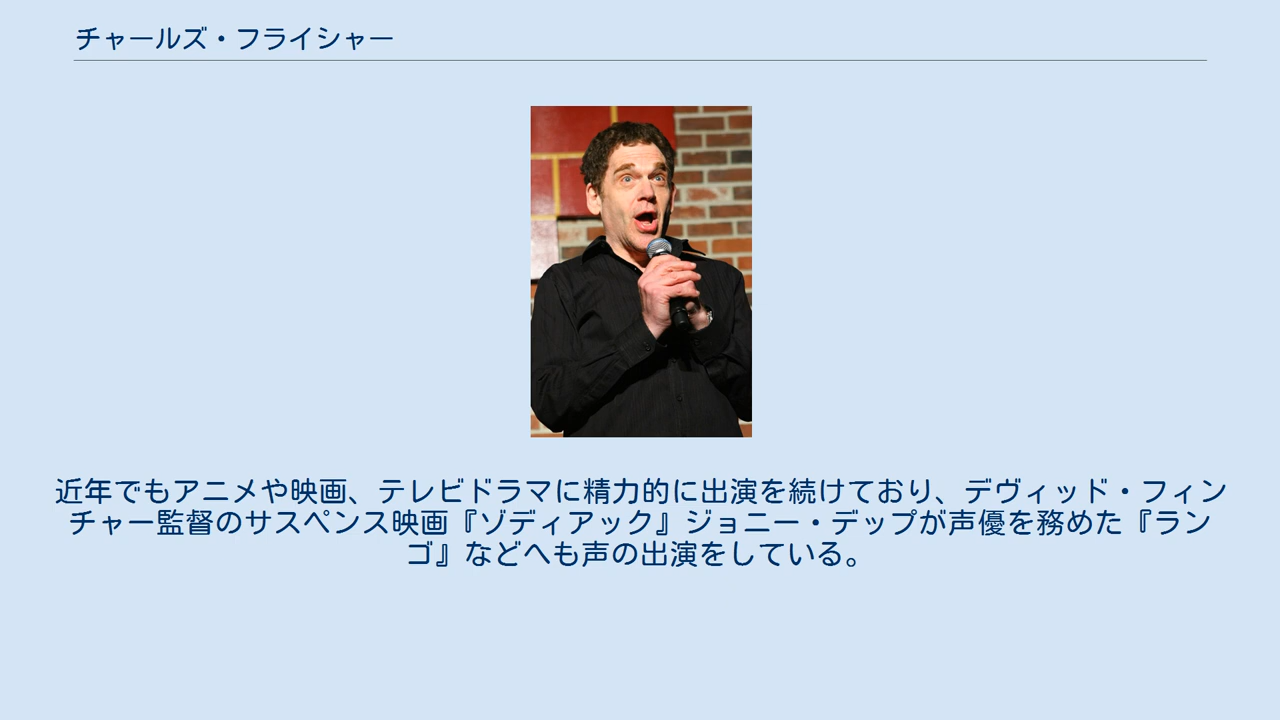 チャールズ・フライシャー
近年でもアニメや映画、テレビドラマに精力的に出演を続けており、デヴィッド・フィン
チャー監督のサスペンス映画『ゾディアック』ジョニー・デップが声優を務めた『ラン
ゴ』などへも声の出演をしている。